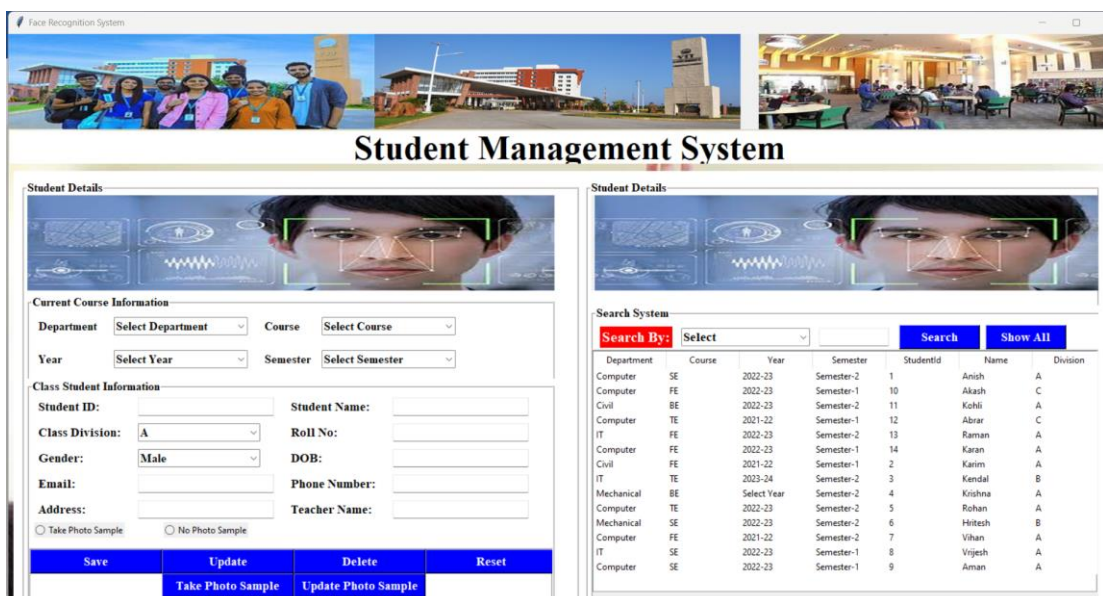 Face Recognition System
Student Management System
Student Details
Current Course Information
Department Select Department Course Select Course
Year Select Year Semester Select Semester
Class Student Information
Student ID: Student Name:
Class Division: A Roll No:
Gender: Male DOB:
Email: Phone Number:
Address: Teacher Name:
Take Photo Sample No Photo Sample
Save Update Delete Reset
Take Photo Sample Update Photo Sample
Student Details
Search System
Search By: Select Search Show All
Department Course Year Semester StudentId Name Division
Computer SE 2022-23 Semester-2 1 Anish A
Computer FE 2022-23 Semester-1 10 Akash C
Civil BE 2022-23 Semester-2 11 Kohli A
Computer TE 2021-22 Semester-1 12 Abrar C
IT FE 2022-23 Semester-2 13 Raman A
Computer FE 2022-23 Semester-1 14 Karan A
Civil FE 2021-22 Semester-1 2 Karim A
IT TE 2023-24 Semester-2 3 Kendal B
Mechanical BE Select Year Semester-2 4 Krishna A
Computer TE 2022-23 Semester-2 5 Rohan A
Mechanical SE 2022-23 Semester-2 6 Hritesh B
Computer FE 2021-22 Semester-2 7 Vihan A
IT SE 2022-23 Semester-1 8 Vrijesh A
Computer SE 2022-23 Semester-1 9 Aman A